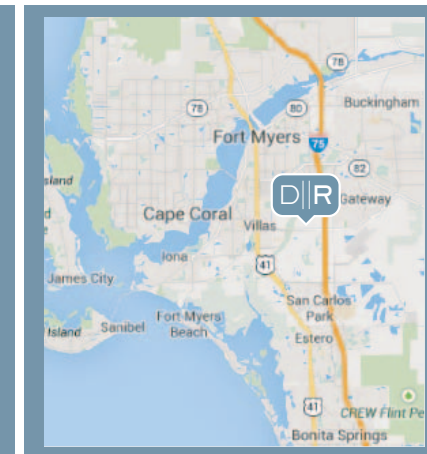 78
78
80
Buckingham
Fort Myers
75
82
sland
D||R
Gateway
d
Cape Coral
Villas
e
Iona
41
James City
San Carlos
Park
Fort Myers
Beach
Island
Sanibel
Estero
41
CREW Flint Pe
Bonita Springs